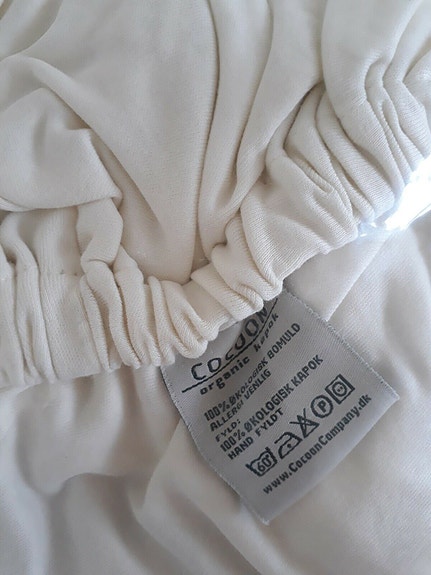 COCOON
organic kapok
100% ØKOLOGISK BOMULD
ALLERGI VENLIG
FYLD:
100% ØKOLOGISK KAPOK
HAND FYLDT
60° P
www.CocoonCompany.dk